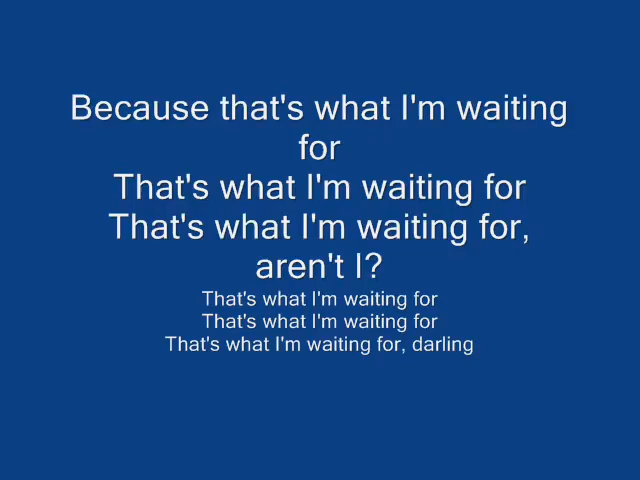 Because that's what I'm waiting
for
That's what I'm waiting for
That's what I'm waiting for,
aren't I?
That's what I'm waiting for
That's what I'm waiting for
That's what I'm waiting for, darling